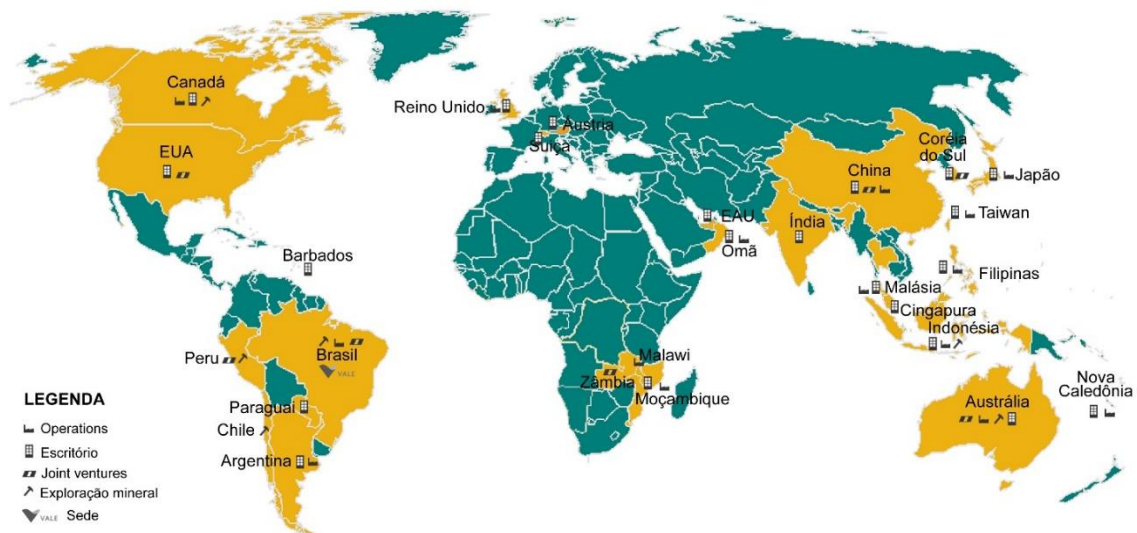 Canadá
EUA
Barbados
Peru
Brasil
VALE
Paraguai
Chile
Argentina
Reino Unido
Áustria
Suiçà
EAU
Omã
Malawi
Zâmbia
Moçambique
Coréia
do Sul
China
Japão
Taiwan
Índia
Filipinas
Malásia
Cingapura
Indonésia
Austrália
Nova
Caledônia
LEGENDA
Operations
Escritório
Joint ventures
Exploração mineral
VALE Sede